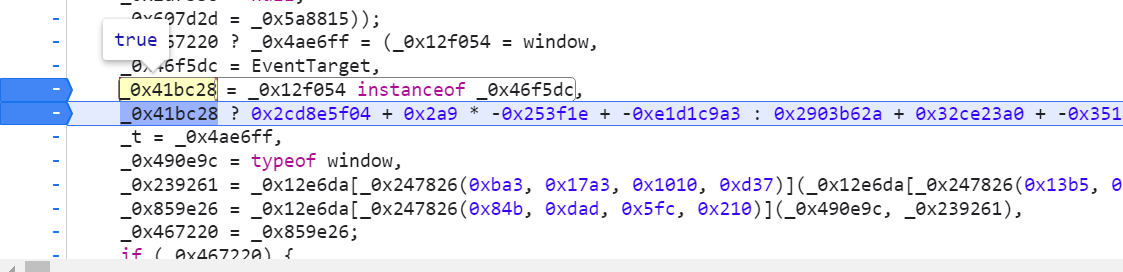 _0x607d2d = _0x5a8815));
true
67220 ? _0x4ae6ff = (_0x12f054 = window,
_0x46f5dc = EventTarget,
_0x41bc28 = _0x12f054 instanceof _0x46f5dc,
_0x41bc28 ? 0x2cd8e5f04 + 0x2a9 * -0x253f1e + -0xe1d1c9a3 : 0x2903b62a + 0x32ce23a0 + -0x351
_t = _0x4ae6ff,
_0x490e9c = typeof window,
_0x239261 = _0x12e6da[_0x247826(0xba3, 0x17a3, 0x1010, 0xd37)](_0x12e6da[_0x247826(0x13b5, 0
_0x859e26 = _0x12e6da[_0x247826(0x84b, 0xdad, 0x5fc, 0x210)](_0x490e9c, _0x239261),
_0x467220 = _0x859e26;
if (_0x467220) {